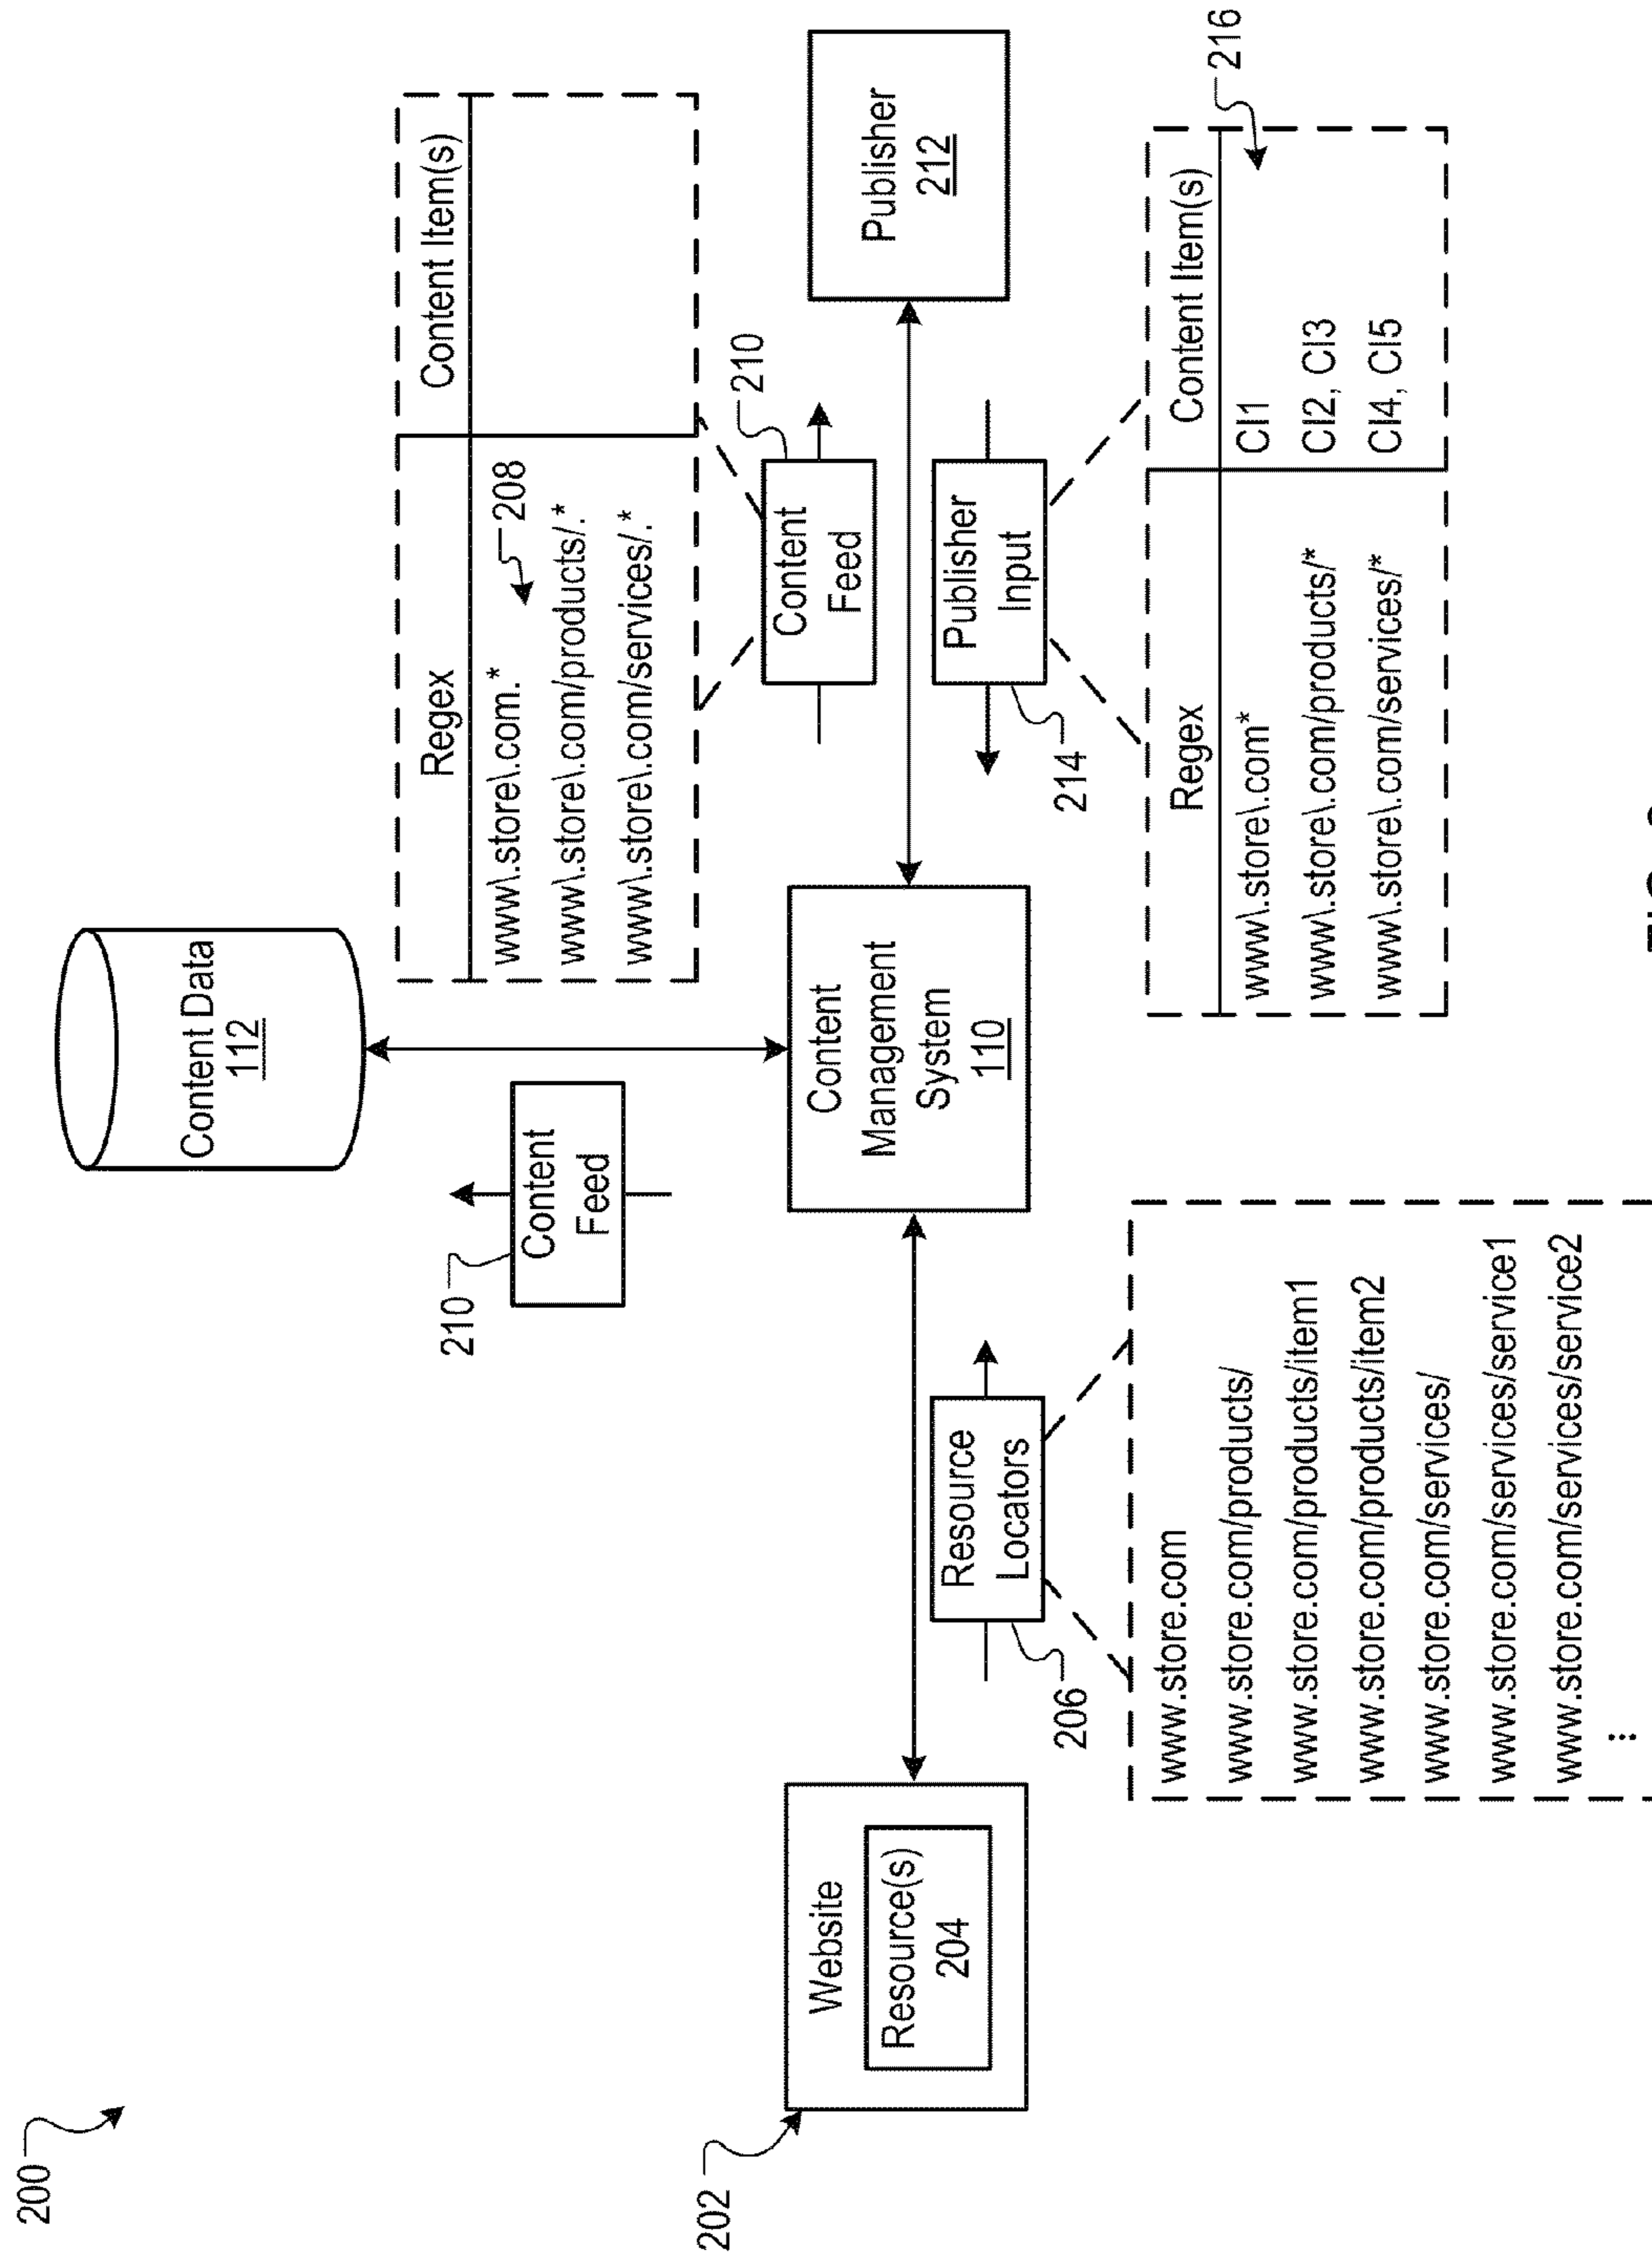 200
Content Data
112
Regex
Content Item(s)
www\.store\.com.*
208
www\.store\.com/products/.*
www\.store\.com/services/.*
210
Content
Feed
210
Content
Feed
202
Website
Resource(s)
204
Content
Management
System
110
Publisher
212
206
Resource
Locators
214
Publisher
Input
www.store.com
www.store.com/products/
www.store.com/products/item1
www.store.com/products/item2
www.store.com/services/
www.store.com/services/service1
www.store.com/services/service2
⋮
Regex
Content Item(s)
216
www\.store\.com*
CI1
www\.store\.com/products/*
CI2, CI3
www\.store\.com/services/*
CI4, CI5